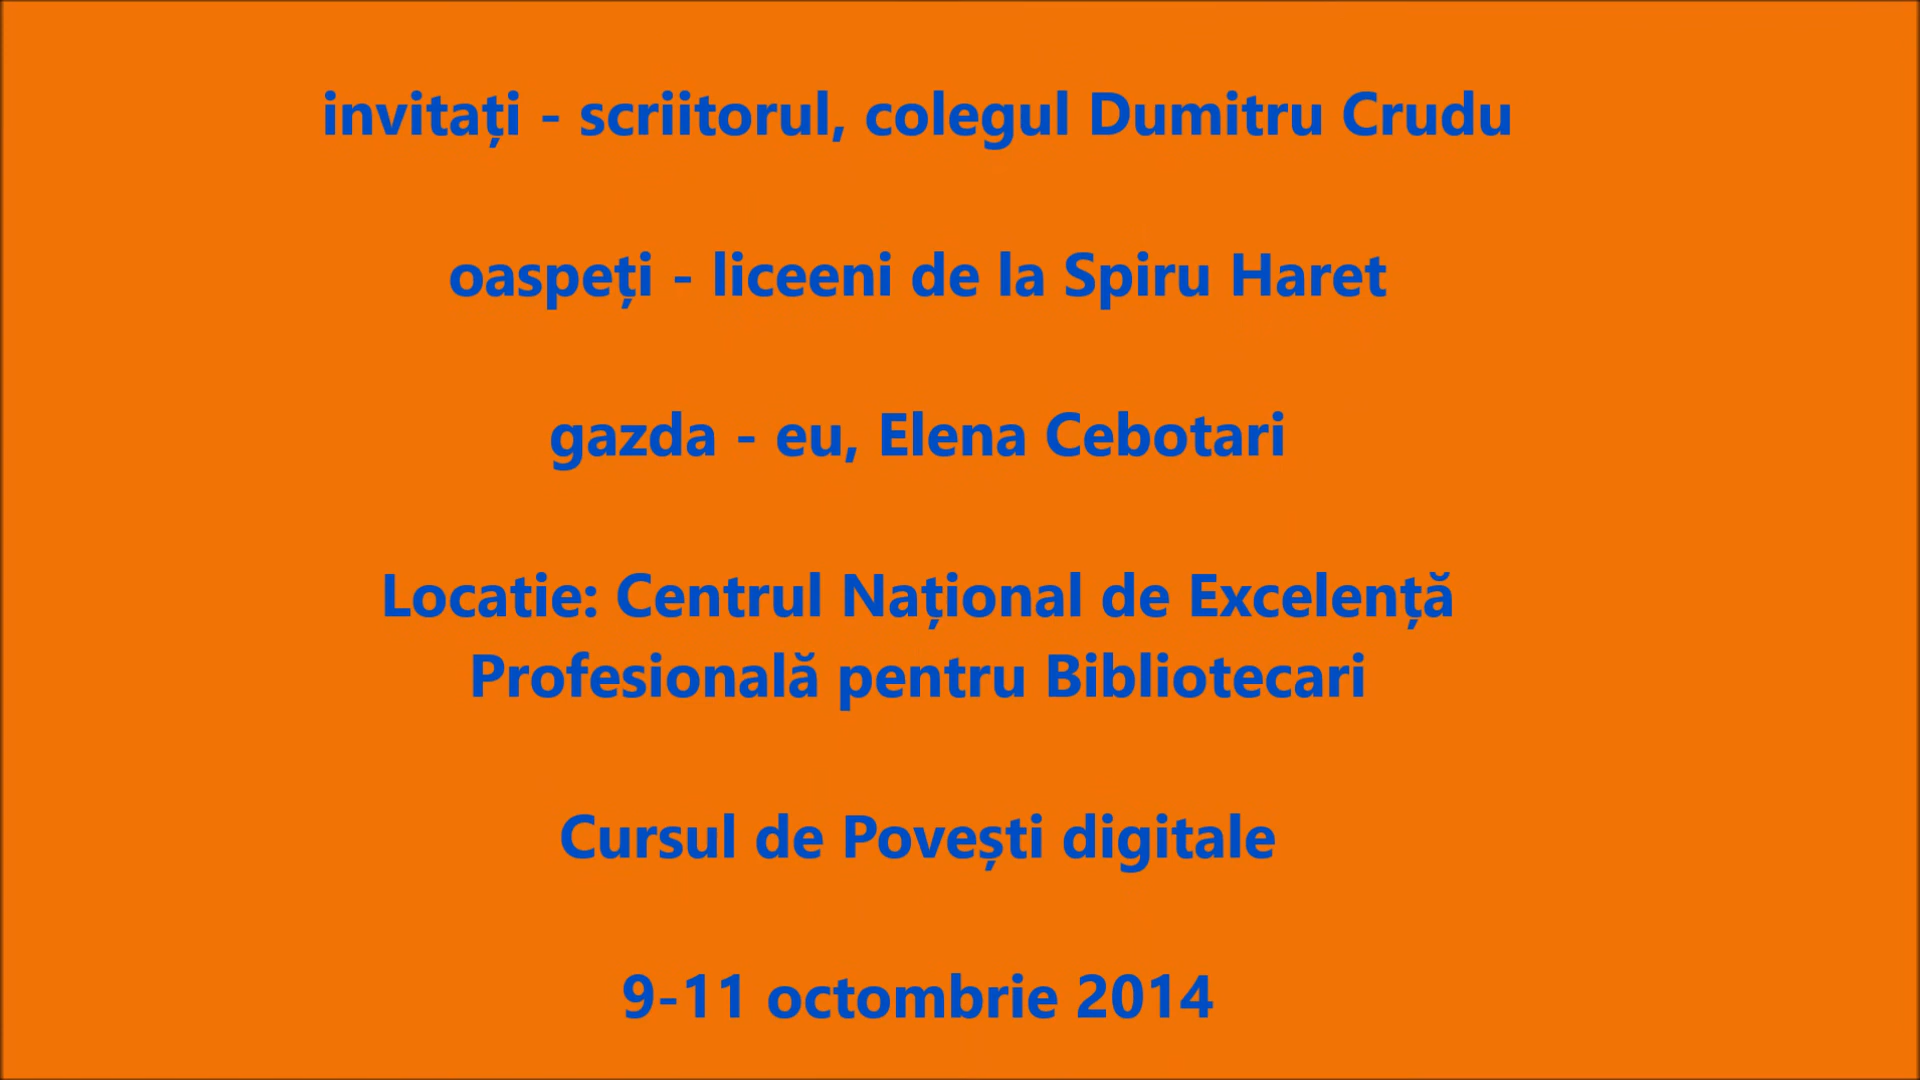 invitați - scriitorul, colegul Dumitru Crudu
oaspeți - liceeni de la Spiru Haret
gazda - eu, Elena Cebotari
Locatie: Centrul Național de Excelență
Profesională pentru Bibliotecari
Cursul de Povești digitale
9-11 octombrie 2014